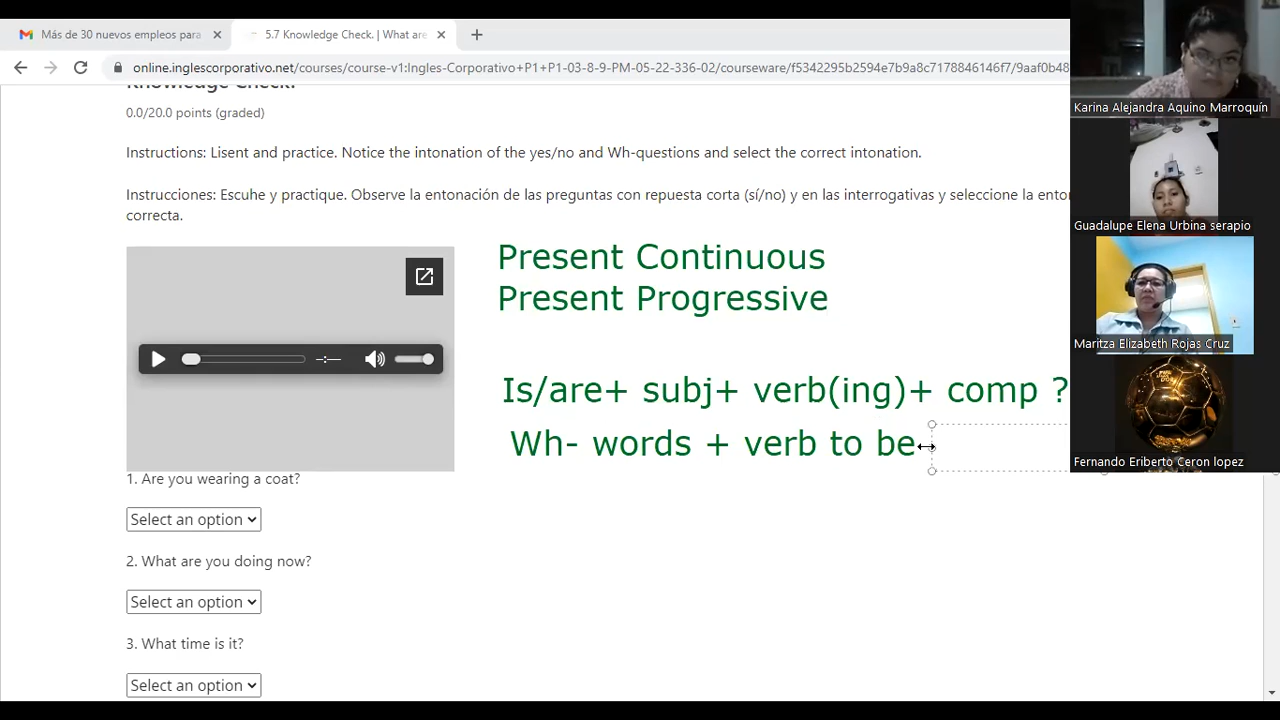 Más de 30 nuevos empleos para
5.7 Knowledge Check. | What are
online.inglescorporativo.net/courses/course-v1:Ingles-Corporativo+P1+P1-03-8-9-PM-05-22-336-02/courseware/f5342295b2594e7b9a8c7178846146f7/9aaf0b48
Knowledge Check.
0.0/20.0 points (graded)
Instructions: Lisent and practice. Notice the intonation of the yes/no and Wh-questions and select the correct intonation.
Instrucciones: Escuhe y practique. Observe la entonación de las preguntas con repuesta corta (sí/no) y en las interrogativas y seleccione la ento
correcta.
Present Continuous
Present Progressive
Is/are+ subj+ verb(ing)+ comp ?
Wh- words + verb to be
-:--
1. Are you wearing a coat?
Select an option
2. What are you doing now?
Select an option
3. What time is it?
Select an option
Karina Alejandra Aquino Marroquín
Guadalupe Elena Urbina serapio
Maritza Elizabeth Rojas Cruz
Fernando Eriberto Ceron lopez